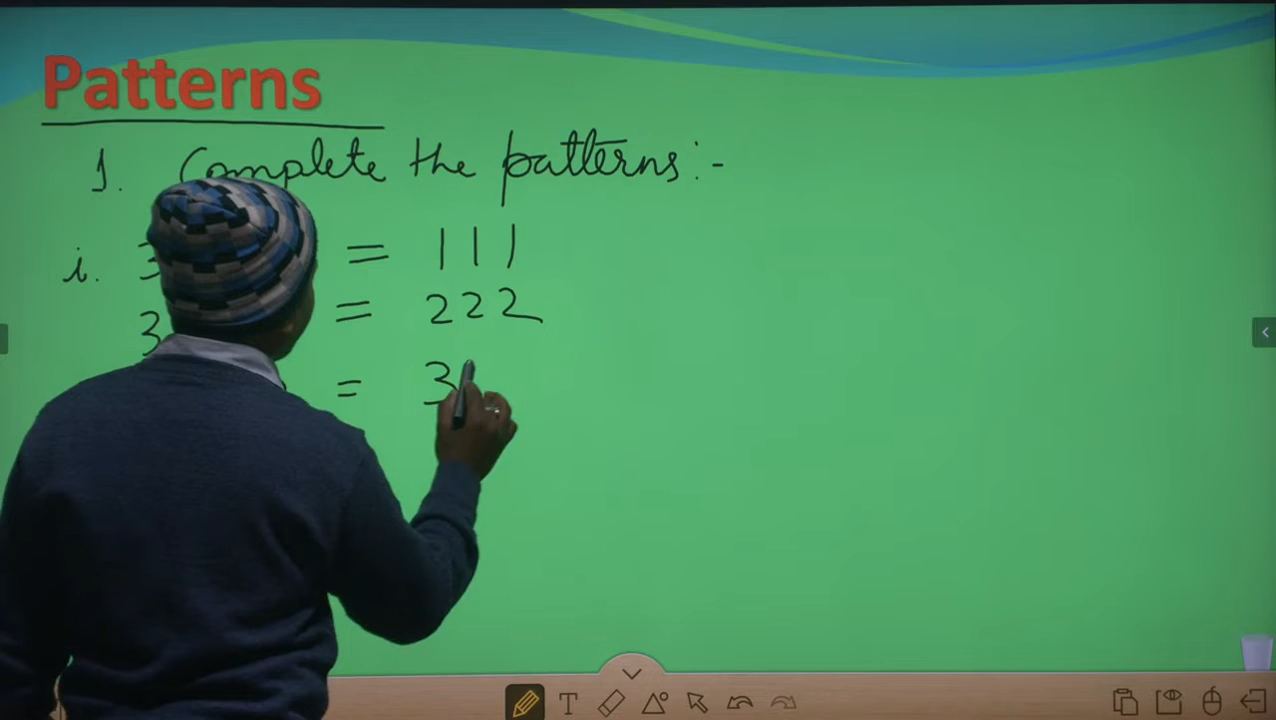 Patterns
1. Complete the patterns:-
i. 3 = 111
3 = 222
= 3
T